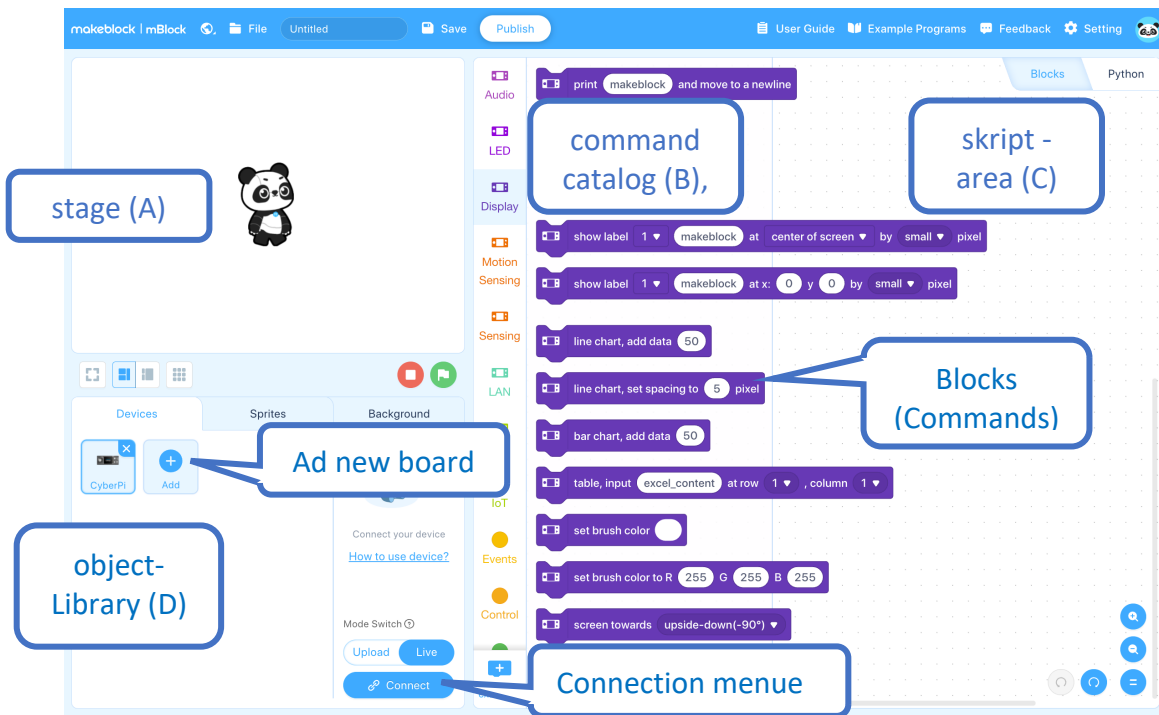 makeblock | mBlock File Untitled Save Publish User Guide Example Programs Feedback Setting
Blocks Python
Audio
LED
Display
Motion
Sensing
Sensing
LAN
IoT
Events
Control
print makeblock and move to a newline
command
catalog (B),
skript -
area (C)
stage (A)
show label 1 makeblock at center of screen by small pixel
show label 1 makeblock at x: 0 y 0 by small pixel
line chart, add data 50
line chart, set spacing to 5 pixel
bar chart, add data 50
table, input excel_content at row 1 , column 1
set brush color
set brush color to R 255 G 255 B 255
screen towards upside-down(-90°)
Blocks
(Commands)
Devices Sprites Background
CyberPi Add
Ad new board
object-
Library (D)
Connect your device
How to use device?
Mode Switch
Upload Live
Connect
Connection menue